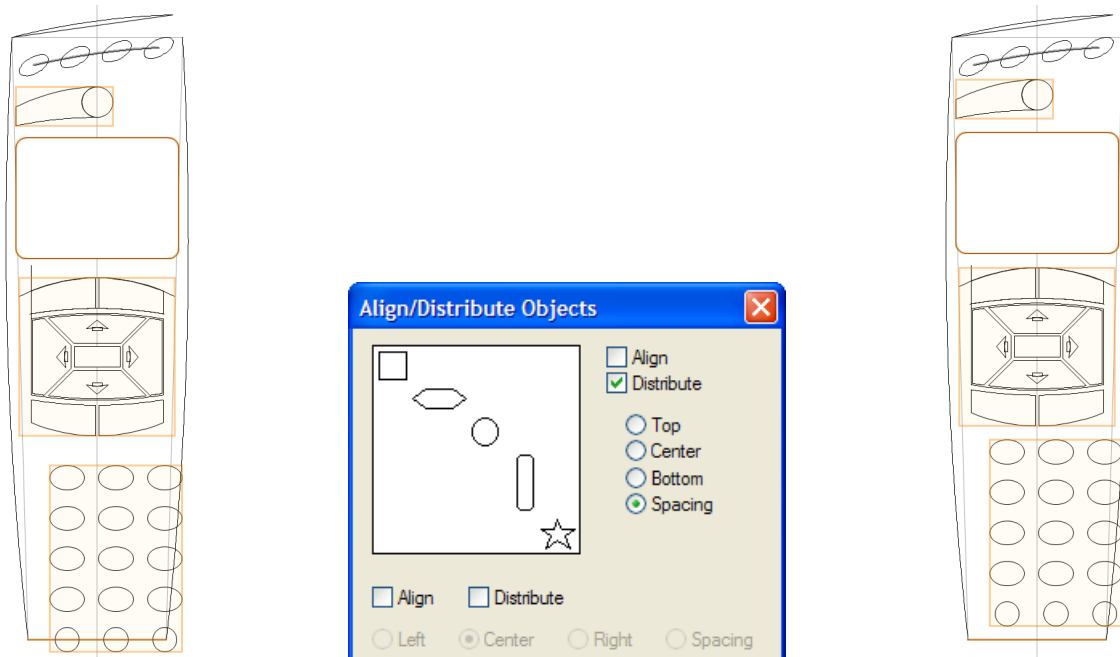 Align/Distribute Objects
Align
Distribute
Top
Center
Bottom
Spacing
Align Distribute
Left Center Right Spacing